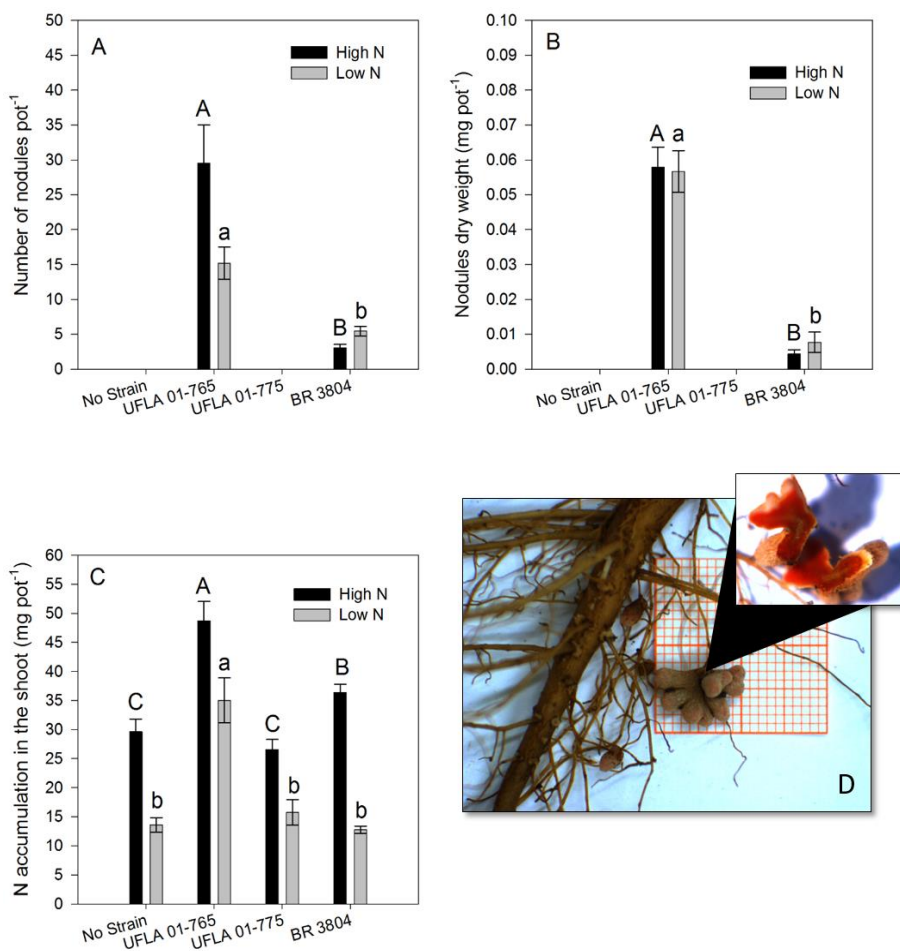 A
Number of nodules pot⁻¹
50
45
40
35
30
25
20
15
10
5
0
High N
Low N
A
a
B
b
No Strain
UFLA 01-765
UFLA 01-775
BR 3804
B
Nodules dry weight (mg pot⁻¹)
0.10
0.09
0.08
0.07
0.06
0.05
0.04
0.03
0.02
0.01
0.00
High N
Low N
A
a
B
b
No Strain
UFLA 01-765
UFLA 01-775
BR 3804
C
N accumulation in the shoot (mg pot⁻¹)
60
55
50
45
40
35
30
25
20
15
10
5
0
High N
Low N
C
b
A
a
C
b
B
b
No Strain
UFLA 01-765
UFLA 01-775
BR 3804
D